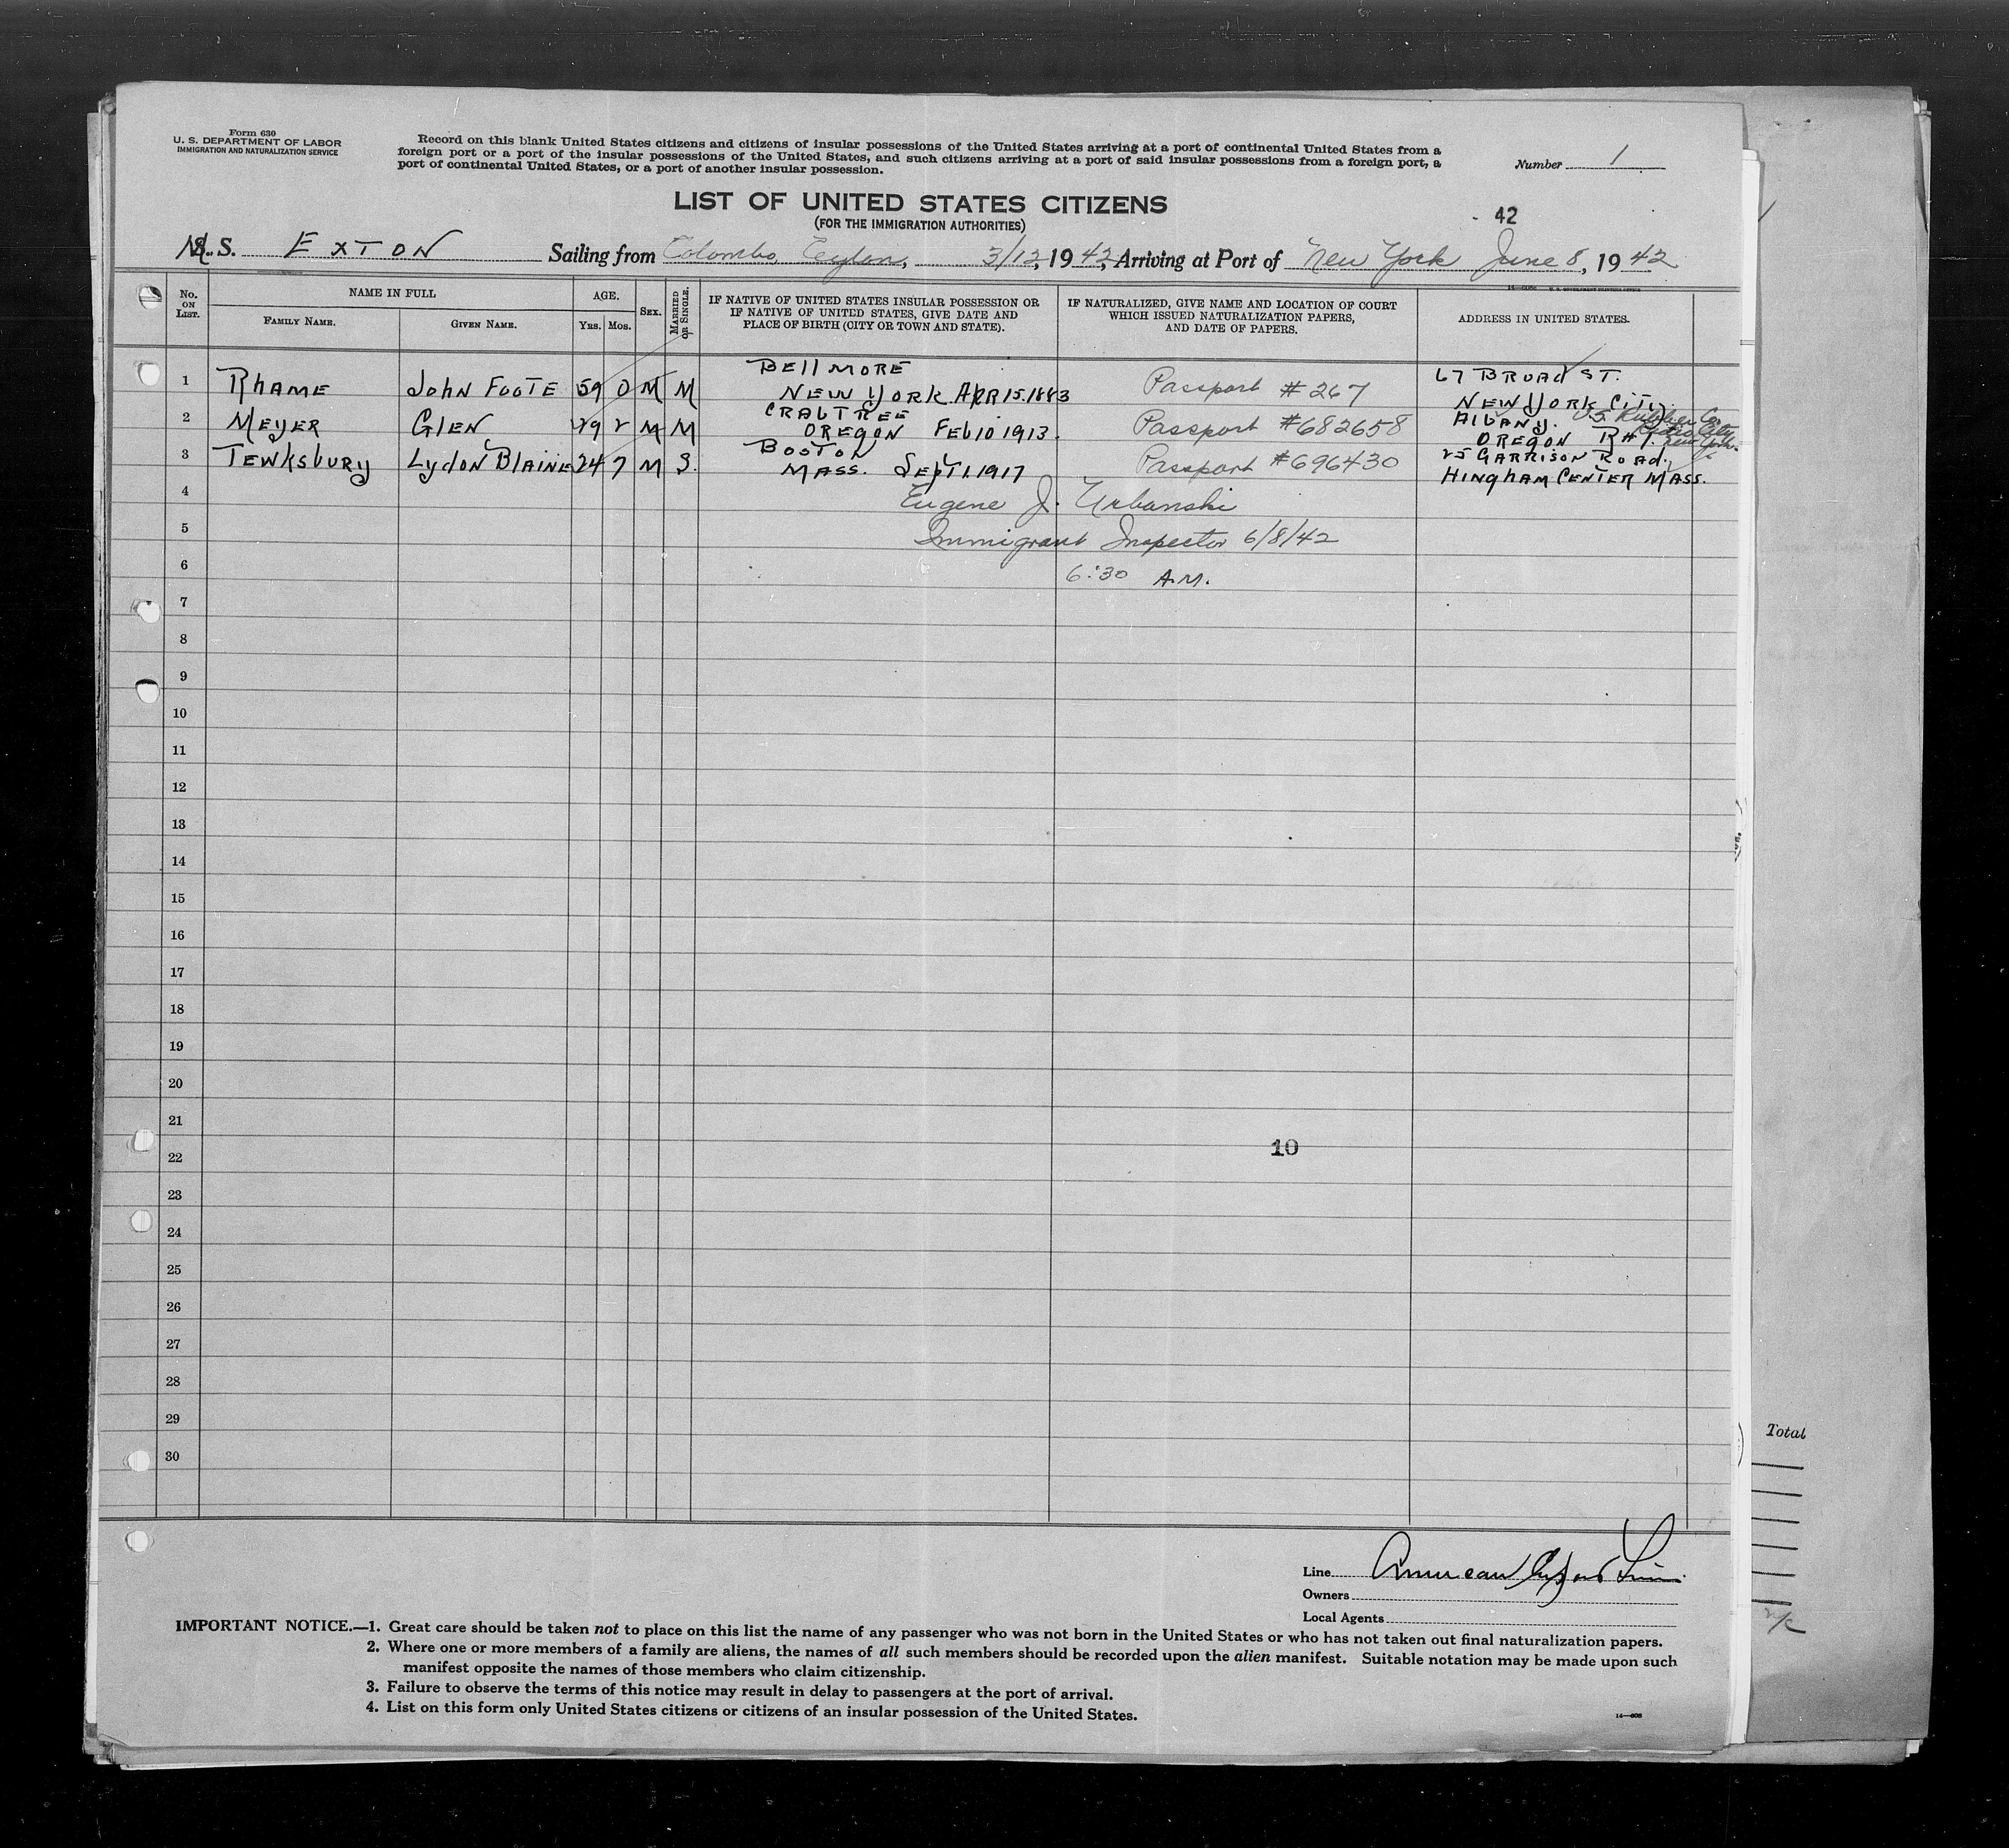 Form 630
U. S. DEPARTMENT OF LABOR
IMMIGRATION AND NATURALIZATION SERVICE
Record on this blank United States citizens and citizens of insular possessions of the United States arriving at a port of continental United States from a
foreign port or a port of the insular possessions of the United States, and such citizens arriving at a port of said insular possessions from a foreign port, a
port of continental United States, or a port of another insular possession.
Number 1
LIST OF UNITED STATES CITIZENS
(FOR THE IMMIGRATION AUTHORITIES)
42
S. EXTON Sailing from Colombo, Ceylon, 3/12, 1942, Arriving at Port of New York June 8, 1942
No. ON LIST.
NAME IN FULL
FAMILY NAME.
GIVEN NAME.
AGE.
YRS. MOS.
SEX.
MARRIED OR SINGLE.
IF NATIVE OF UNITED STATES INSULAR POSSESSION OR
IF NATIVE OF UNITED STATES, GIVE DATE AND
PLACE OF BIRTH (CITY OR TOWN AND STATE).
IF NATURALIZED, GIVE NAME AND LOCATION OF COURT
WHICH ISSUED NATURALIZATION PAPERS,
AND DATE OF PAPERS.
ADDRESS IN UNITED STATES.
1 RHAME JOHN FOOTE 59 0 M M BELLMORE NEW YORK APR 15.1883 Passport #267 67 BROAD ST. NEW YORK CITY
2 MEYER GLEN 29 2 M M CRABTREE OREGON FEB 10 1913. Passport #682658 ALBANY. OREGON R#1. U.S. Rubber Co.
3 TEWKSBURY LYDON BLAINE 24 7 M S. BOSTON MASS. SEPT 1. 1917 Passport #696430 25 GARRISON ROAD. HINGHAM CENTER MASS.
4 Eugene J. Urbanski
5 Immigrant Inspector 6/8/42
6 6:30 A.M.
7
8
9
10
11
12
13
14
15
16
17
18
19
20
21
10
22
23
24
25
26
27
28
29
30
Total
Line American Export Lines
Owners
Local Agents
IMPORTANT NOTICE.—1. Great care should be taken not to place on this list the name of any passenger who was not born in the United States or who has not taken out final naturalization papers.
2. Where one or more members of a family are aliens, the names of all such members should be recorded upon the alien manifest. Suitable notation may be made upon such
manifest opposite the names of those members who claim citizenship.
3. Failure to observe the terms of this notice may result in delay to passengers at the port of arrival.
4. List on this form only United States citizens or citizens of an insular possession of the United States.